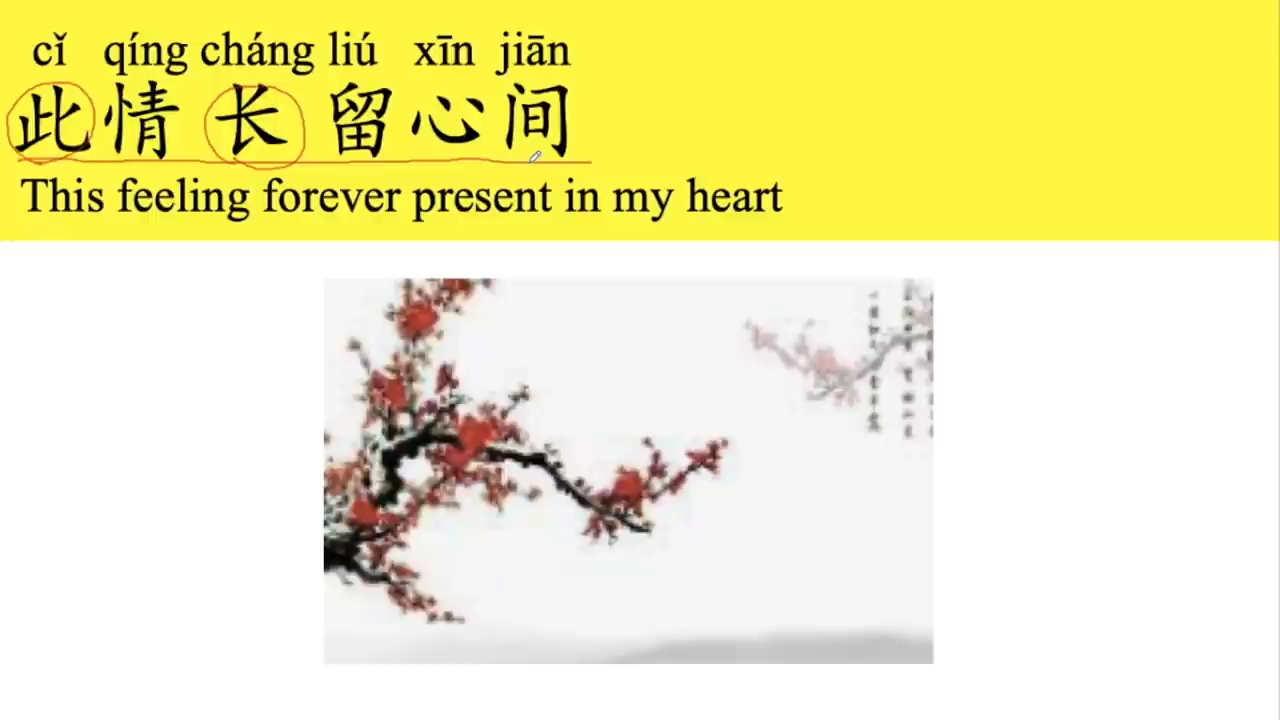 cǐ qíng cháng liú xīn jiān
此情长留心间
This feeling forever present in my heart